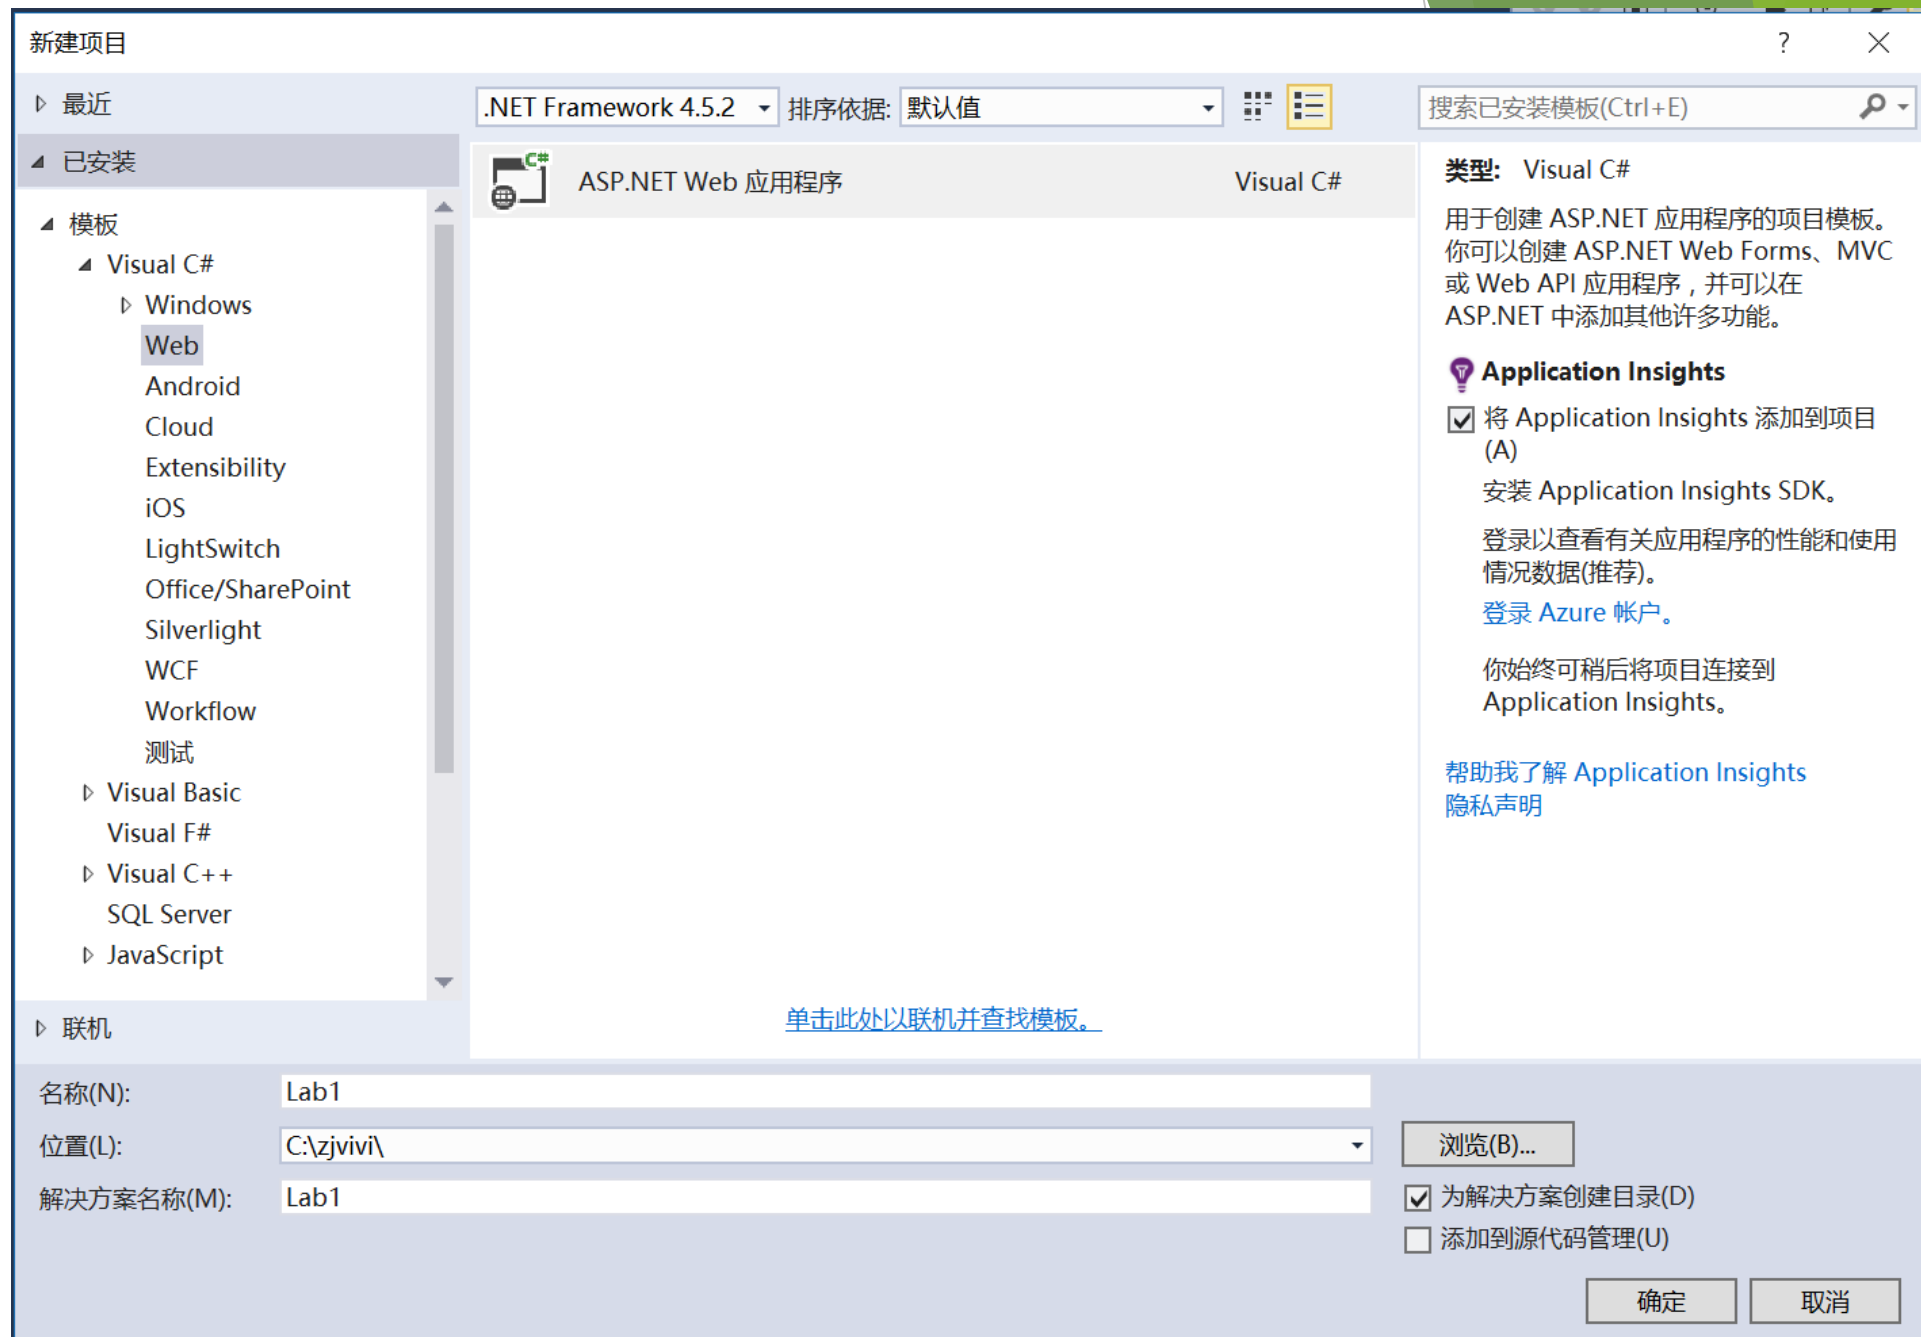 新建项目
?
最近
.NET Framework 4.5.2
排序依据:
默认值
搜索已安装模板(Ctrl+E)
已安装
模板
Visual C#
Windows
Web
Android
Cloud
Extensibility
iOS
LightSwitch
Office/SharePoint
Silverlight
WCF
Workflow
测试
Visual Basic
Visual F#
Visual C++
SQL Server
JavaScript
联机
C#
ASP.NET Web 应用程序
Visual C#
单击此处以联机并查找模板。
类型: Visual C#
用于创建 ASP.NET 应用程序的项目模板。
你可以创建 ASP.NET Web Forms、MVC
或 Web API 应用程序，并可以在
ASP.NET 中添加其他许多功能。
Application Insights
将 Application Insights 添加到项目
(A)
安装 Application Insights SDK。
登录以查看有关应用程序的性能和使用
情况数据(推荐)。
登录 Azure 帐户。
你始终可稍后将项目连接到
Application Insights。
帮助我了解 Application Insights
隐私声明
名称(N):
Lab1
位置(L):
C:\zjvivi\
浏览(B)...
解决方案名称(M):
Lab1
为解决方案创建目录(D)
添加到源代码管理(U)
确定
取消